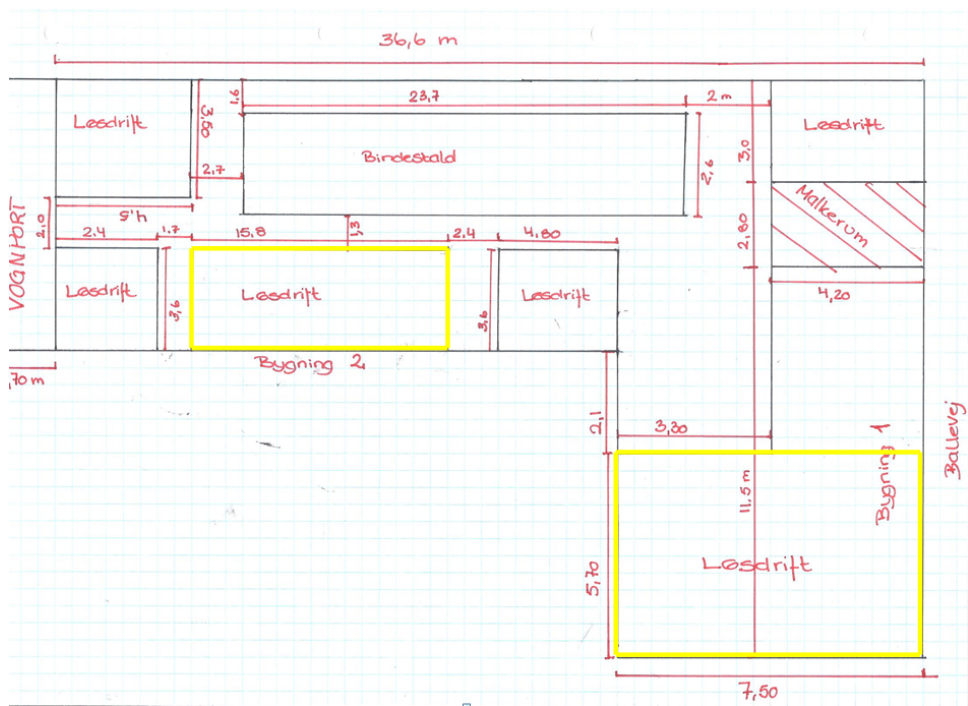 36,6 m
Løsdrift
3,50
1,6
23,7
2 m
Løsdrift
Bindestald
2,6
3,0
2,7
Malkerum
4,5
2,0
VOGNPORT
2.4
1.7
15,8
1,3
2.4
4.80
2,80
Løsdrift
3,6
Løsdrift
3,6
Løsdrift
4,20
Bygning 2
,70 m
2,1
3,30
Bygning 1
Ballevej
11.5 m
5,70
Løsdrift
7,50